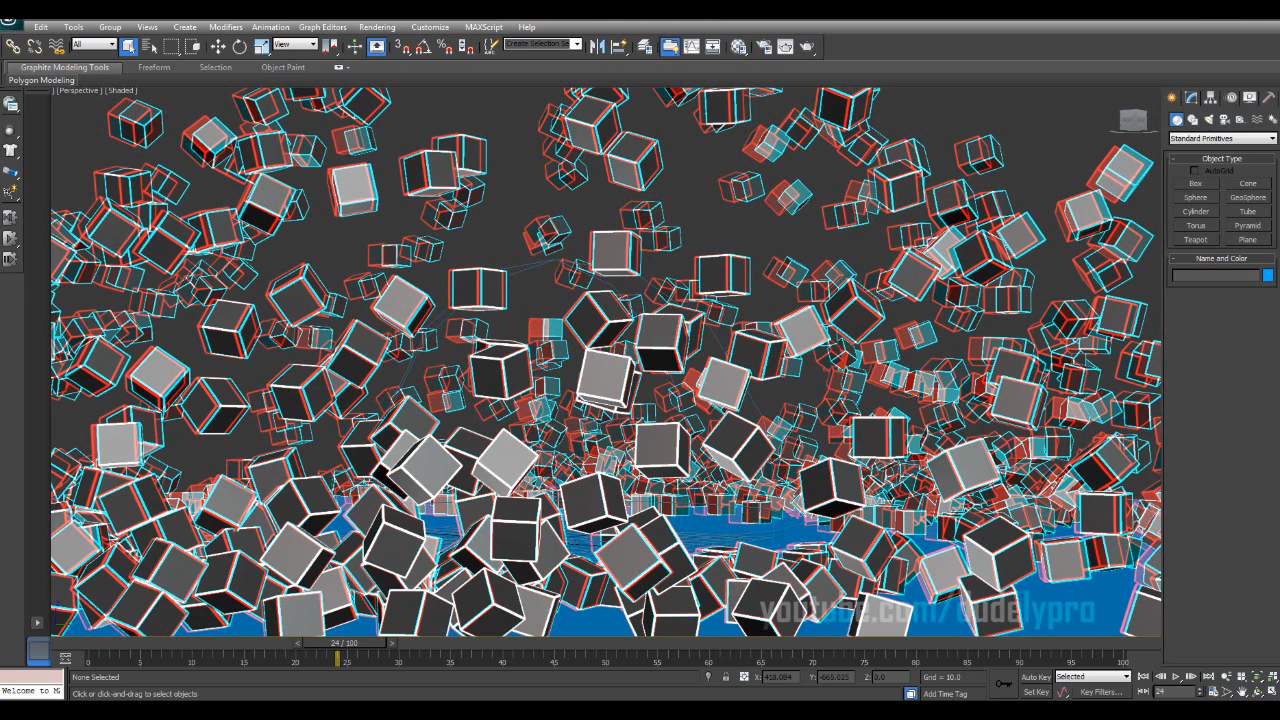 Edit Tools Group Views Create Modifiers Animation Graph Editors Rendering Customize MAXScript Help
All View Create Selection Se
Graphite Modeling Tools Freeform Selection Object Paint
Polygon Modeling
] [Perspective] [Shaded]
Standard Primitives
Object Type
AutoGrid
Box Cone
Sphere GeoSphere
Cylinder Tube
Torus Pyramid
Teapot Plane
Name and Color
youtube.com/dudelypro
24 / 100
0 5 10 15 20 25 30 35 40 45 50 55 60 65 70 75 80 85 90 95 100
None Selected X: 418.084 Y: -665.025 Z: 0.0 Grid = 10.0 Auto Key Selected
Welcome to M Click or click-and-drag to select objects Add Time Tag Set Key Key Filters... 24